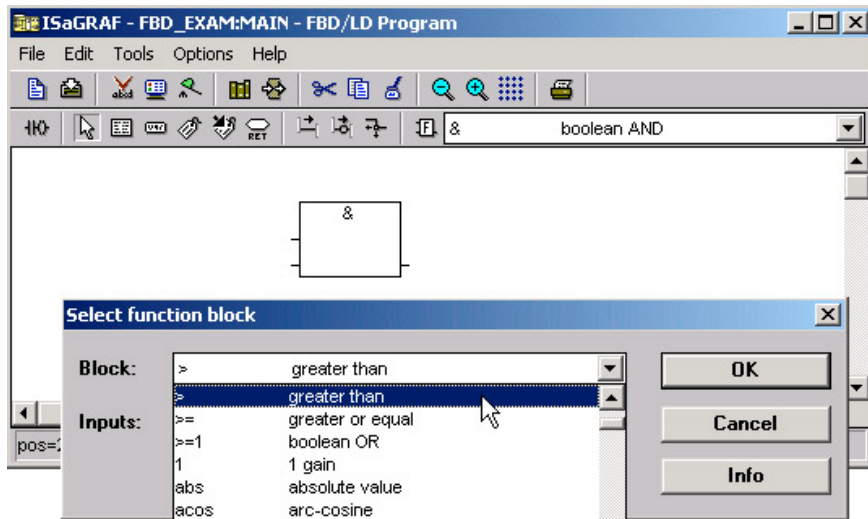 ISaGRAF - FBD_EXAM:MAIN - FBD/LD Program
File Edit Tools Options Help
RET F & boolean AND
&
Select function block
Block: > greater than OK
> greater than
Inputs: >= greater or equal Cancel
>=1 boolean OR
pos=
1 1 gain Info
abs absolute value
acos arc-cosine